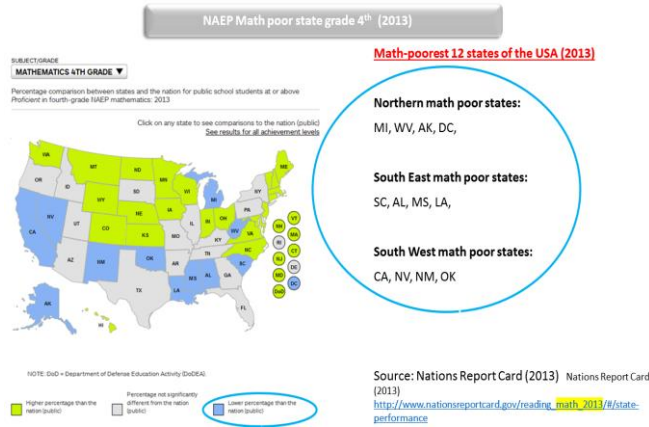 NAEP Math poor state grade 4th (2013)
SUBJECT/GRADE
MATHEMATICS 4TH GRADE ▼
Percentage comparison between states and the nation for public school students at or above
Proficient in fourth-grade NAEP mathematics: 2013
Click on any state to see comparisons to the nation (public)
See results for all achievement levels
WA
MT
ND
MN
ME
OR
ID
SD
WI
MI
NY
WY
IA
PA
NE
NV
UT
CO
KS
IL
IN
OH
WV
VA
MO
KY
CA
AZ
NM
OK
AR
TN
NC
SC
MS
AL
GA
TX
LA
FL
AK
HI
NH
VT
MA
RI
CT
NJ
DE
MD
DC
DoD
NOTE: DoD = Department of Defense Education Activity (DoDEA).
Higher percentage than the
nation (public)
Percentage not significantly
different from the nation
(public)
Lower percentage than the
nation (public)
Math-poorest 12 states of the USA (2013)
Northern math poor states:
MI, WV, AK, DC,
South East math poor states:
SC, AL, MS, LA,
South West math poor states:
CA, NV, NM, OK
Source: Nations Report Card (2013) Nations Report Card
(2013)
http://www.nationsreportcard.gov/reading_math_2013/#/state-
performance